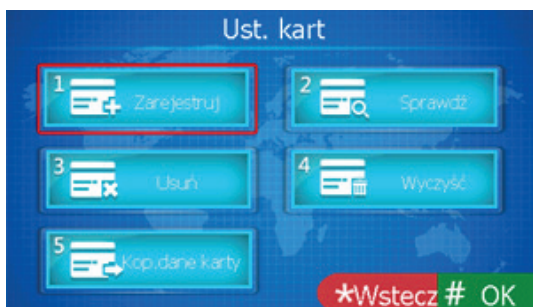 Ust. kart
1 Zarejestruj
2 Sprawdź
3 Usuń
4 Wyczyść
5 Kop.dane karty
*Wstecz # OK